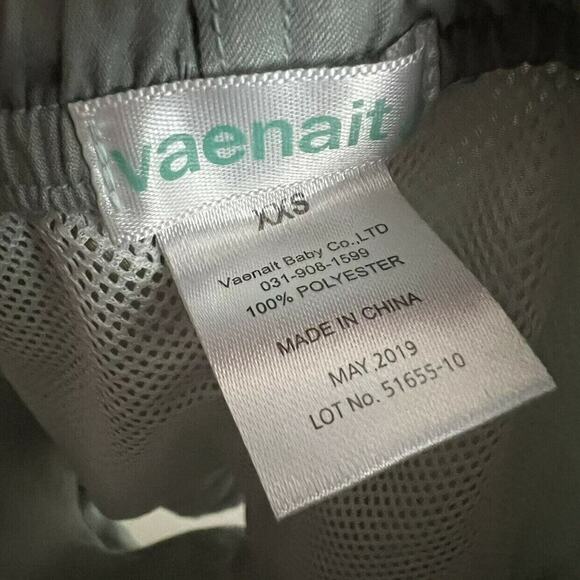 vaenait
XXS
Vaenait Baby Co.,LTD
031-908-1599
100% POLYESTER
MADE IN CHINA
MAY.2019
LOT No. 51655-10